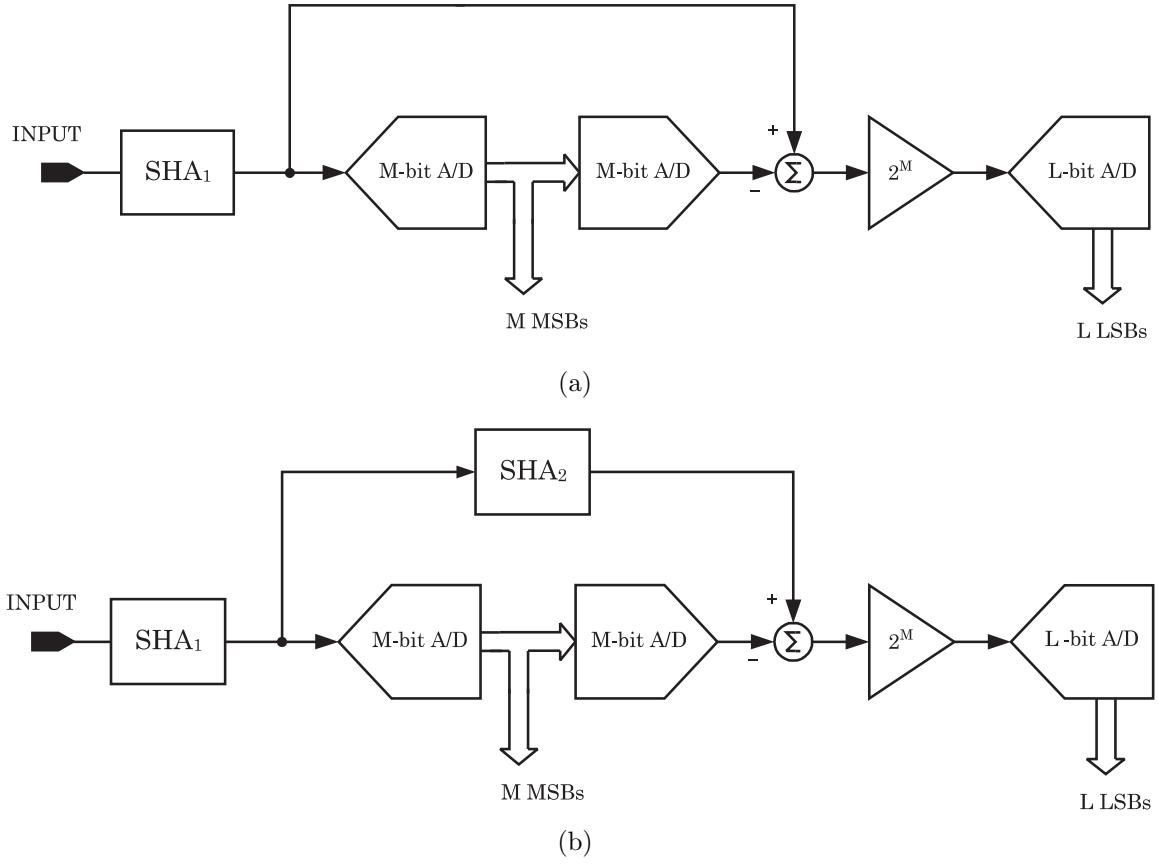 INPUT
SHA₁
M-bit A/D
M-bit A/D
+
-
Σ
2ᴹ
L-bit A/D
M MSBs
L LSBs
(a)
SHA₂
INPUT
SHA₁
M-bit A/D
M-bit A/D
+
-
Σ
2ᴹ
L -bit A/D
M MSBs
L LSBs
(b)